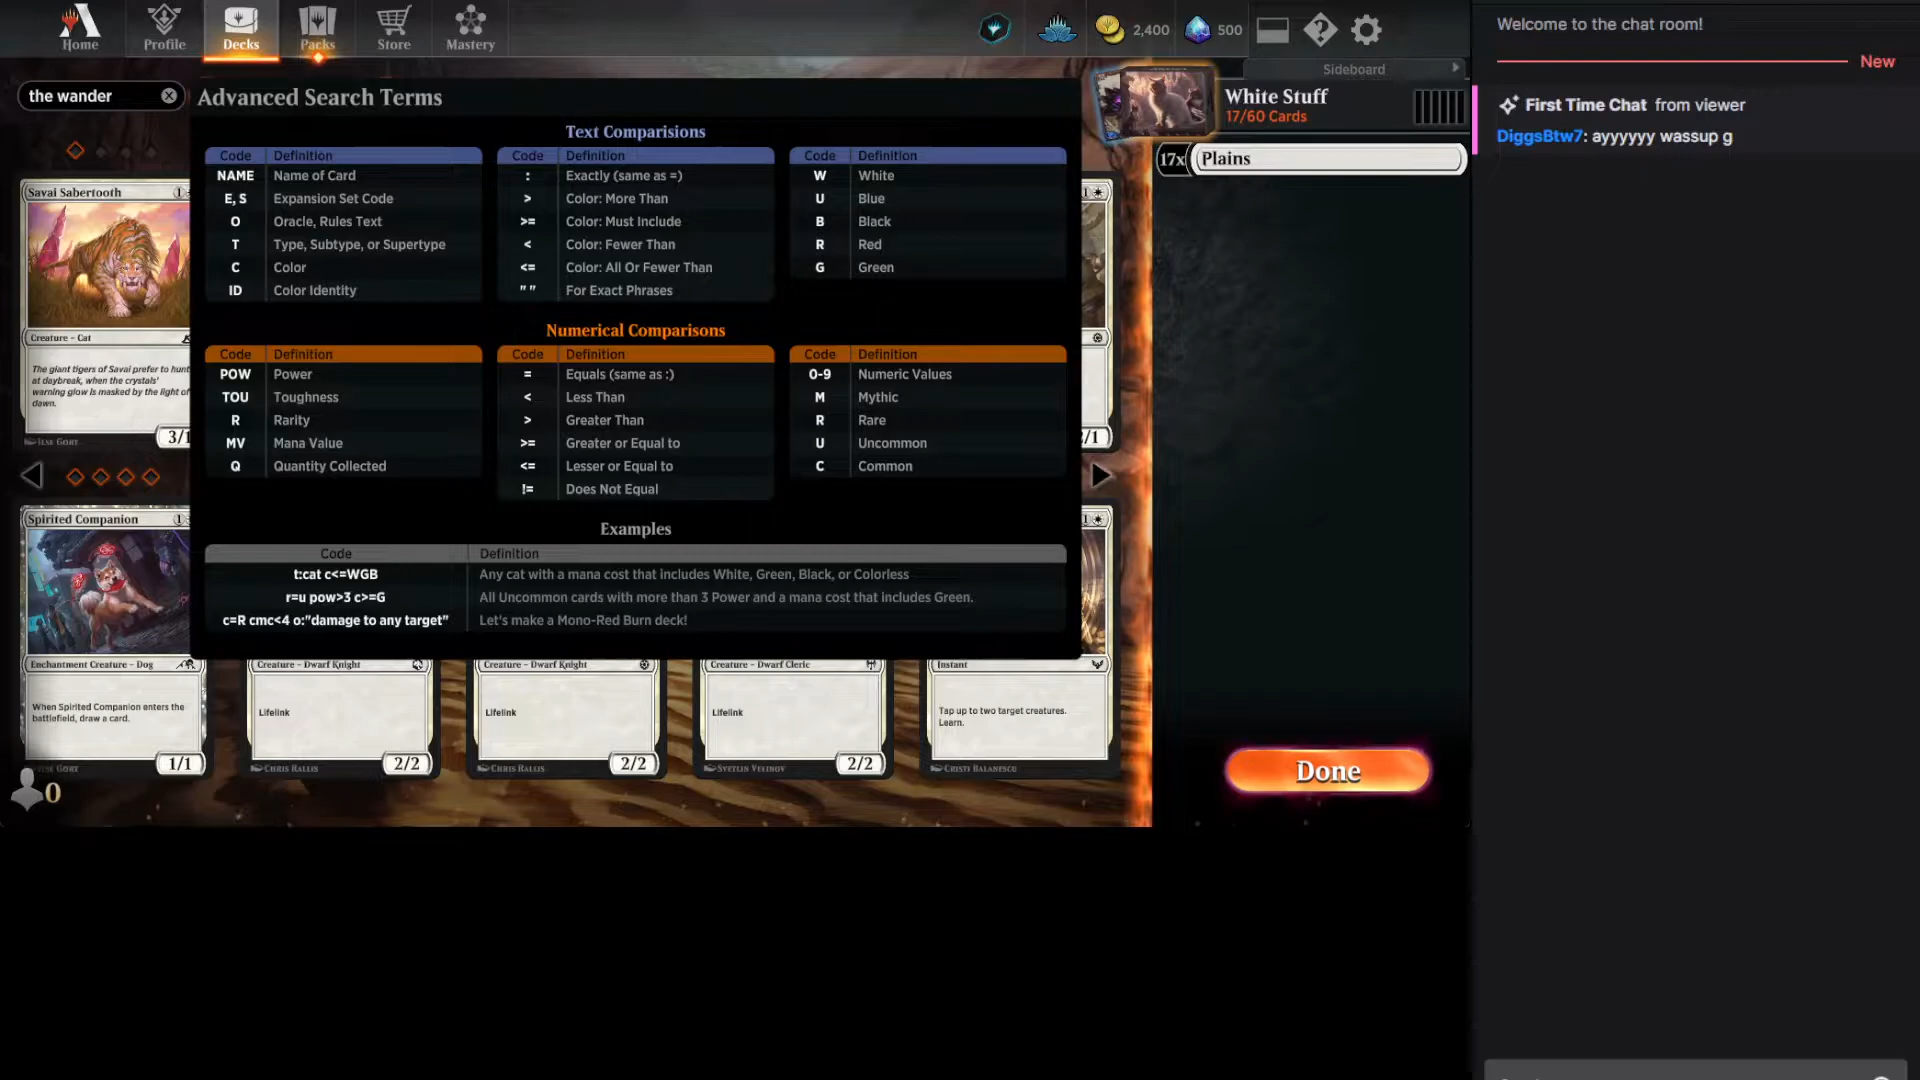 Home
Profile
Decks
Packs
Store
Mastery
2,400
500
the wander
Advanced Search Terms
Text Comparisions
Code Definition
NAME Name of Card
E, S Expansion Set Code
O Oracle, Rules Text
T Type, Subtype, or Supertype
C Color
ID Color Identity
Code Definition
: Exactly (same as =)
> Color: More Than
>= Color: Must Include
< Color: Fewer Than
<= Color: All Or Fewer Than
" " For Exact Phrases
Code Definition
W White
U Blue
B Black
R Red
G Green
Numerical Comparisons
Code Definition
POW Power
TOU Toughness
R Rarity
MV Mana Value
Q Quantity Collected
Code Definition
= Equals (same as :)
< Less Than
> Greater Than
>= Greater or Equal to
<= Lesser or Equal to
!= Does Not Equal
Code Definition
0-9 Numeric Values
M Mythic
R Rare
U Uncommon
C Common
Examples
Code Definition
t:cat c<=WGB Any cat with a mana cost that includes White, Green, Black, or Colorless
r=u pow>3 c>=G All Uncommon cards with more than 3 Power and a mana cost that includes Green.
c=R cmc<4 o:"damage to any target" Let's make a Mono-Red Burn deck!
Savai Sabertooth 1
Creature - Cat
The giant tigers of Savai prefer to hunt
at daybreak, when the crystals'
warning glow is masked by the light of
dawn.
Ilse Gort
3/1
1
/1
Spirited Companion 1
Enchantment Creature - Dog
When Spirited Companion enters the
battlefield, draw a card.
Ilse Gort
1/1
Creature - Dwarf Knight
Lifelink
Chris Rallis
2/2
Creature - Dwarf Knight
Lifelink
Chris Rallis
2/2
Creature - Dwarf Cleric
Lifelink
Svetlin Velinov
2/2
1
Instant
Tap up to two target creatures.
Learn.
Cristi Balanescu
0
Sideboard
White Stuff
17/60 Cards
17x Plains
Done
Welcome to the chat room!
New
First Time Chat from viewer
DiggsBtw7: ayyyyyy wassup g